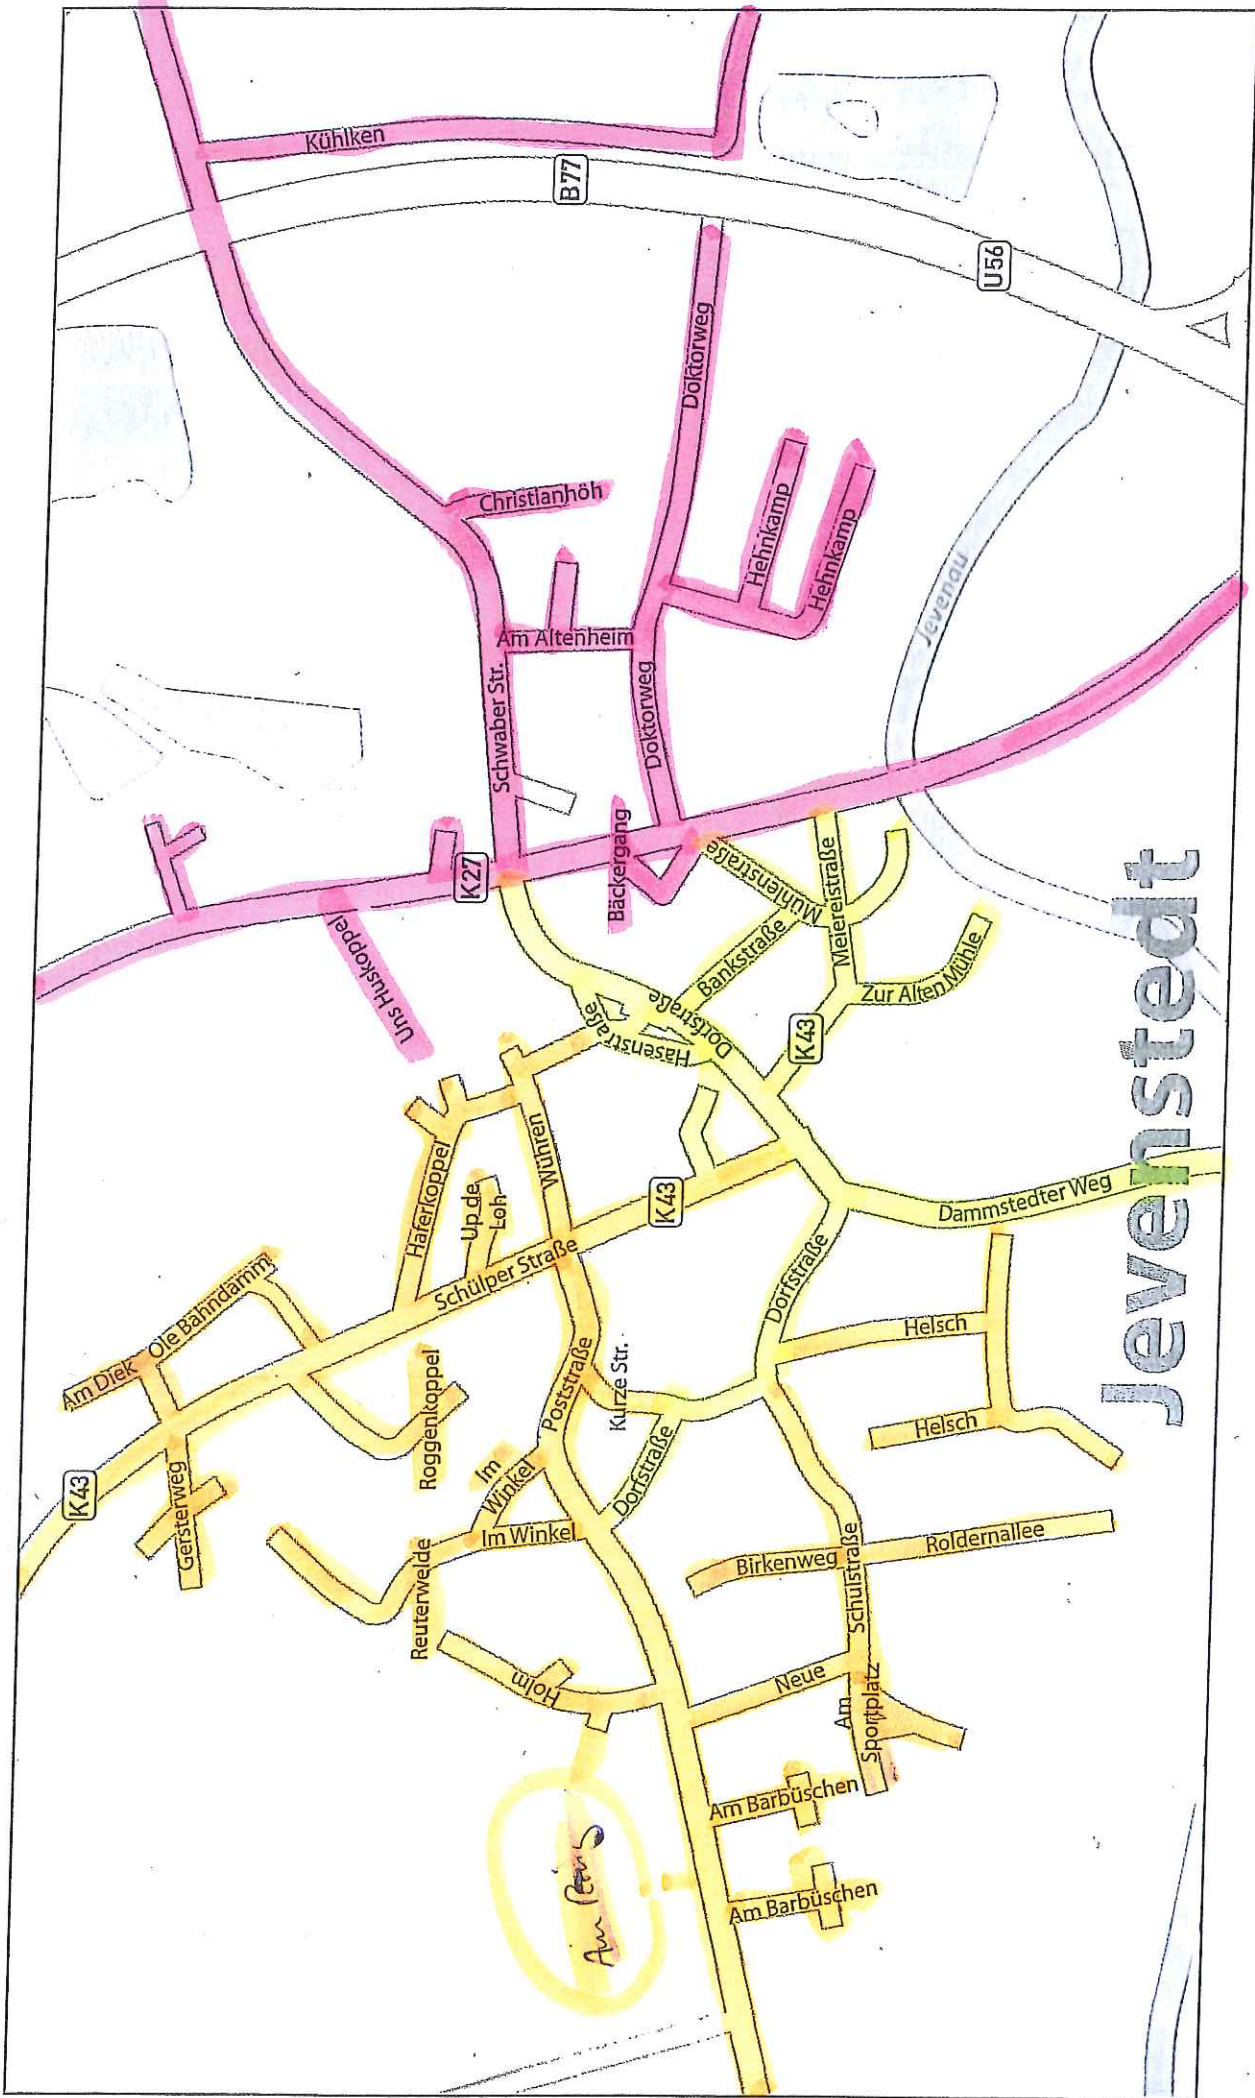 Kühlken
B77
U56
Doktorweg
Christianhöh
Hehnkamp
Hehnkamp
Jevenau
Am Altenheim
Schwaber Str.
Doktorweg
Bäckergang
K27
Uns Huskoppel
Mühlenstraße
Meiereistraße
Bankstraße
Zur Alten Mühle
Dorfstraße
Hasenstraße
K43
Jevenstedt
Wühren
Haferkoppel
Up de
Loh
K43
Dammstedter Weg
Schülper Straße
Dorfstraße
Ole Bahndamm
Am Diek
Helsch
Poststraße
Kurze Str.
Roggenkoppel
Helsch
K43
Gersterweg
Im
Winkel
Dorfstraße
Im Winkel
Reuterwelde
Birkenweg
Roldernallee
Schulstraße
Holm
Neue
Am
Sportplatz
Am Barbüschen
Am Barbüschen
Am